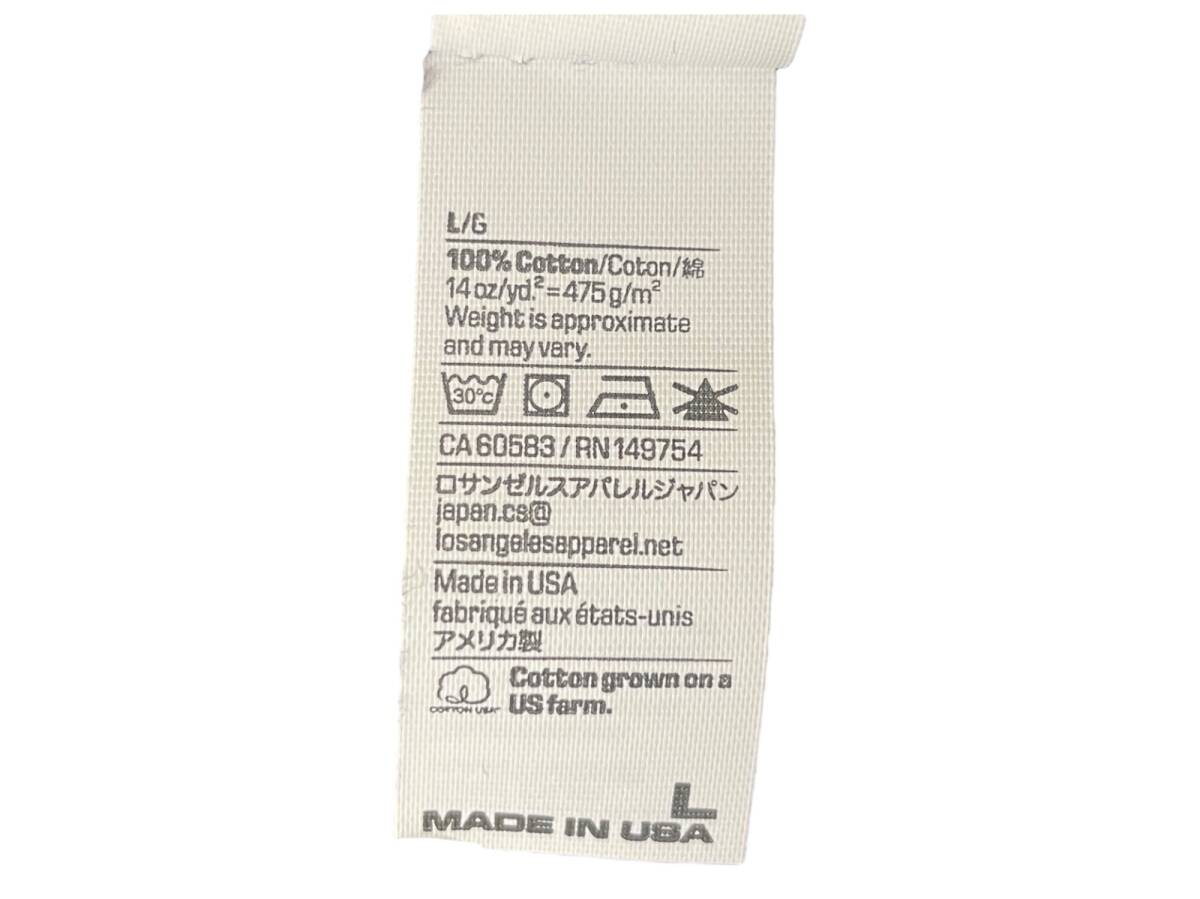 L/G
100% Cotton/Coton/綿
14 oz/yd.²=475 g/m²
Weight is approximate
and may vary.
30°c
CA 60583 / RN 149754
ロサンゼルスアパレルジャパン
japan.cs@
losangelesapparel.net
Made in USA
fabriqué aux états-unis
アメリカ製
Cotton grown on a
US farm.
COTTON USA
L
MADE IN USA